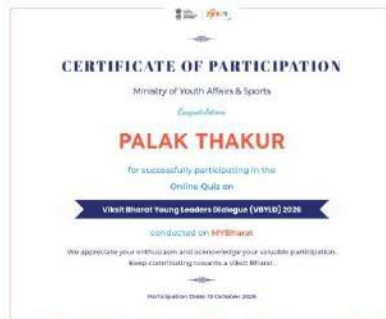 CERTIFICATE OF PARTICIPATION
Ministry of Youth Affairs & Sports
Congratulations
PALAK THAKUR
for successfully participating in the
Online Quiz on
Viksit Bharat Young Leaders Dialogue (VBYLD) 2026
conducted on MYBharat
We appreciate your enthusiasm and acknowledge your valuable participation.
Keep contributing towards a Viksit Bharat.
Participation Date: October 2026